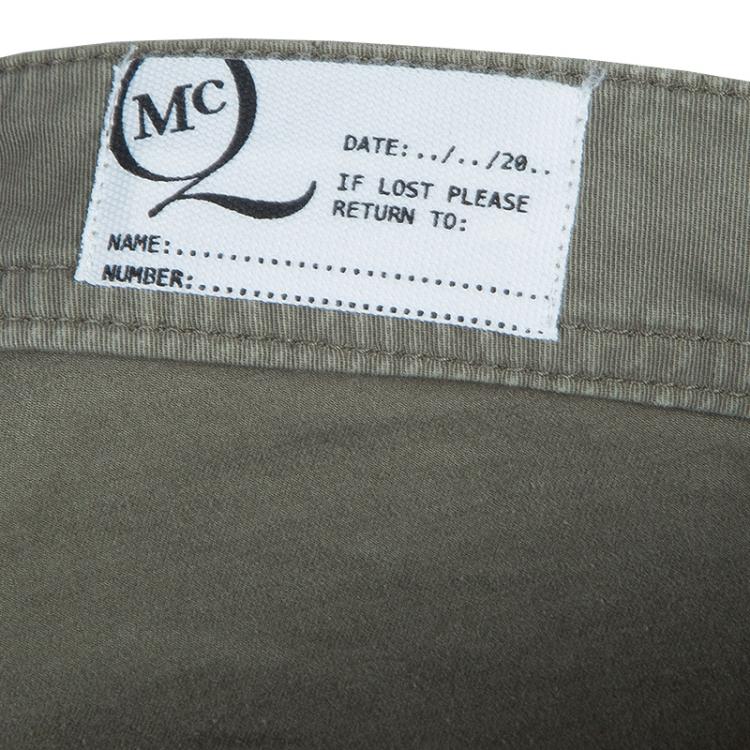 McQ
DATE:../../20..
IF LOST PLEASE
RETURN TO:
NAME:........................................
NUMBER:......................................